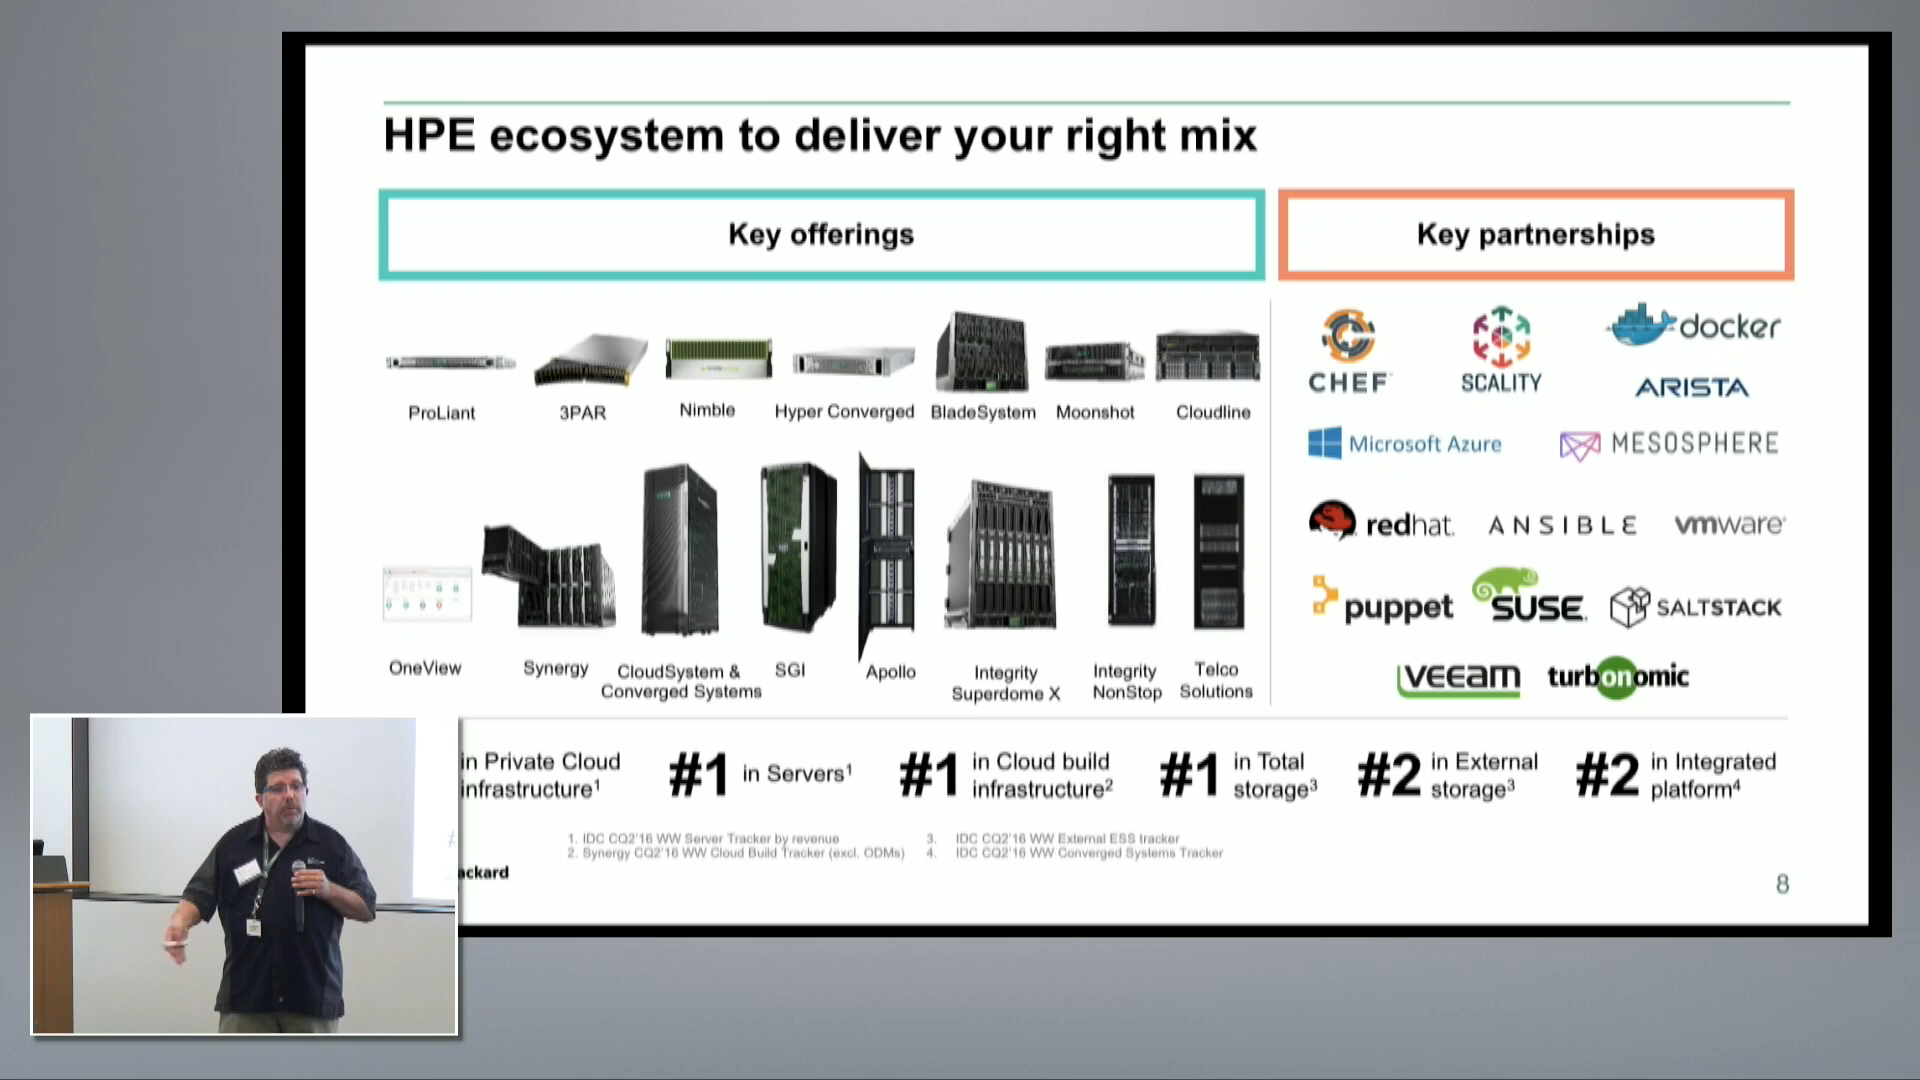 HPE ecosystem to deliver your right mix
Key offerings
Key partnerships
ProLiant
3PAR
Nimble
Hyper Converged
BladeSystem
Moonshot
Cloudline
CHEF
SCALITY
docker
ARISTA
Microsoft Azure
MESOSPHERE
OneView
Synergy
CloudSystem &
Converged Systems
SGI
Apollo
Integrity
Superdome X
Integrity
NonStop
Telco
Solutions
redhat.
ANSIBLE
vmware
puppet
SUSE
SALTSTACK
VEEAM
turbonomic
in Private Cloud
infrastructure¹
#1 in Servers¹
#1 in Cloud build
infrastructure²
#1 in Total
storage³
#2 in External
storage³
#2 in Integrated
platform⁴
1. IDC CQ2'16 WW Server Tracker by revenue
2. Synergy CQ2'16 WW Cloud Build Tracker (excl. ODMs)
3. IDC CQ2'16 WW External ESS tracker
4. IDC CQ2'16 WW Converged Systems Tracker
ackard
8